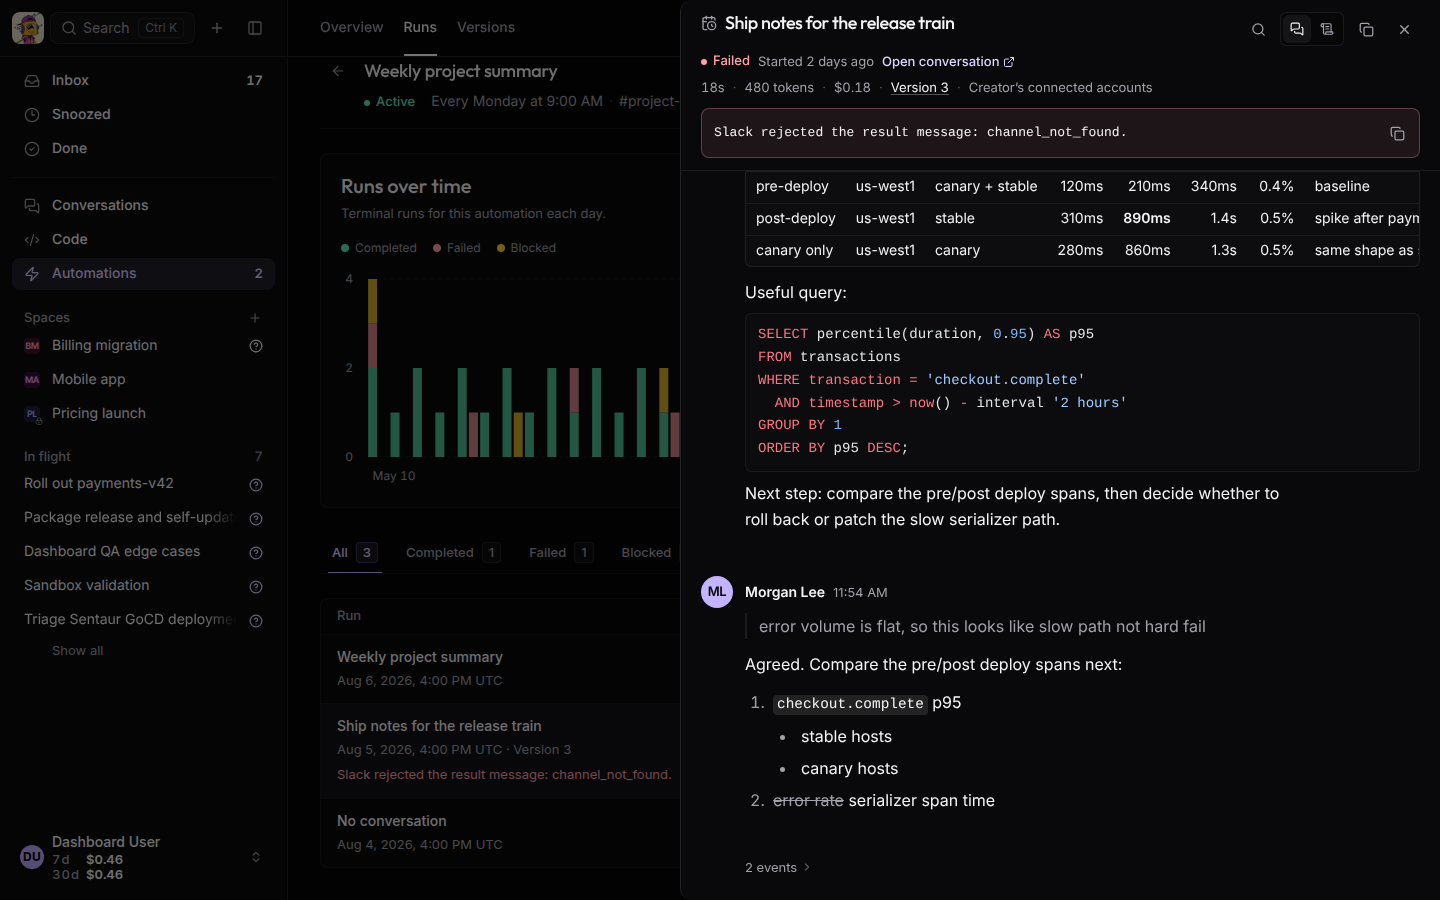 Search Ctrl K
Inbox 17
Snoozed
Done
Conversations
Code
Automations 2
Spaces
BM Billing migration
MA Mobile app
PL Pricing launch
In flight 7
Roll out payments-v42
Package release and self-updat
Dashboard QA edge cases
Sandbox validation
Triage Sentaur GoCD deployme
Show all
DU Dashboard User
7d $0.46
30d $0.46
Overview Runs Versions
Weekly project summary
Active Every Monday at 9:00 AM · #project-
Runs over time
Terminal runs for this automation each day.
Completed Failed Blocked
4
2
0
May 10
All 3 Completed 1 Failed 1 Blocked
Run
Weekly project summary
Aug 6, 2026, 4:00 PM UTC
Ship notes for the release train
Aug 5, 2026, 4:00 PM UTC · Version 3
Slack rejected the result message: channel_not_found.
No conversation
Aug 4, 2026, 4:00 PM UTC
Ship notes for the release train
Failed Started 2 days ago Open conversation
18s · 480 tokens · $0.18 · Version 3 · Creator's connected accounts
Slack rejected the result message: channel_not_found.
pre-deploy us-west1 canary + stable 120ms 210ms 340ms 0.4% baseline
post-deploy us-west1 stable 310ms 890ms 1.4s 0.5% spike after paym
canary only us-west1 canary 280ms 860ms 1.3s 0.5% same shape as
Useful query:
SELECT percentile(duration, 0.95) AS p95
FROM transactions
WHERE transaction = 'checkout.complete'
AND timestamp > now() - interval '2 hours'
GROUP BY 1
ORDER BY p95 DESC;
Next step: compare the pre/post deploy spans, then decide whether to
roll back or patch the slow serializer path.
ML Morgan Lee 11:54 AM
error volume is flat, so this looks like slow path not hard fail
Agreed. Compare the pre/post deploy spans next:
1. checkout.complete p95
• stable hosts
• canary hosts
2. error rate serializer span time
2 events